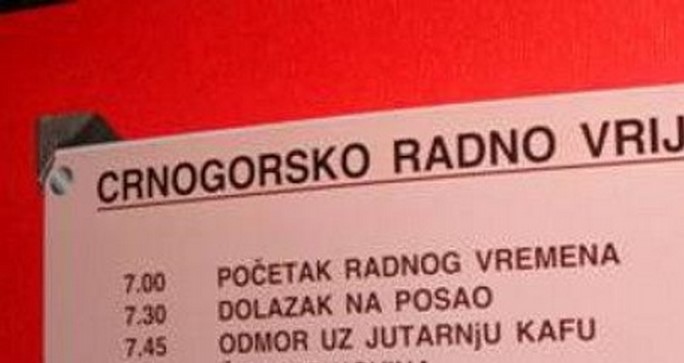 CRNOGORSKO RADNO VRIJ
7.00 POČETAK RADNOG VREMENA
7.30 DOLAZAK NA POSAO
7.45 ODMOR UZ JUTARNjU KAFU